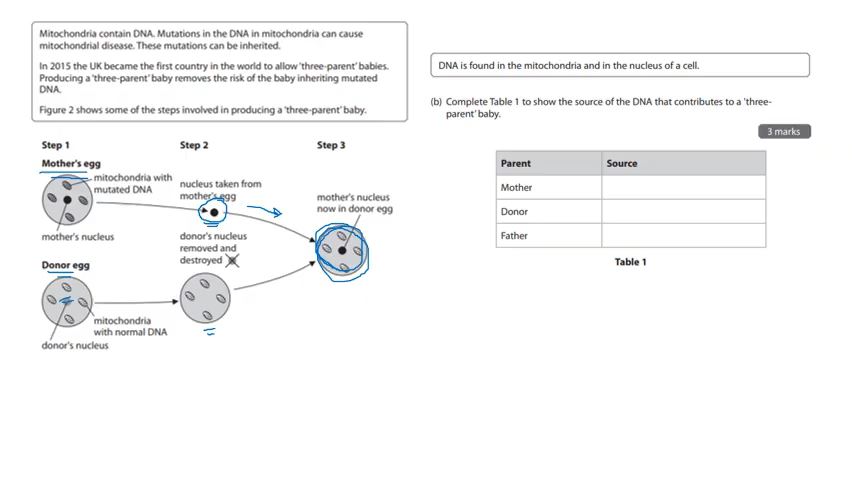 Mitochondria contain DNA. Mutations in the DNA in mitochondria can cause
mitochondrial disease. These mutations can be inherited.
In 2015 the UK became the first country in the world to allow 'three-parent' babies.
Producing a 'three-parent' baby removes the risk of the baby inheriting mutated
DNA.
Figure 2 shows some of the steps involved in producing a 'three-parent' baby.
Step 1
Step 2
Step 3
Mother's egg
mitochondria with
mutated DNA
mother's nucleus
nucleus taken from
mother's egg
mother's nucleus
now in donor egg
donor's nucleus
removed and
destroyed
Donor egg
mitochondria
with normal DNA
donor's nucleus
DNA is found in the mitochondria and in the nucleus of a cell.
(b) Complete Table 1 to show the source of the DNA that contributes to a 'three-
parent' baby.
3 marks
Parent Source
Mother
Donor
Father
Table 1